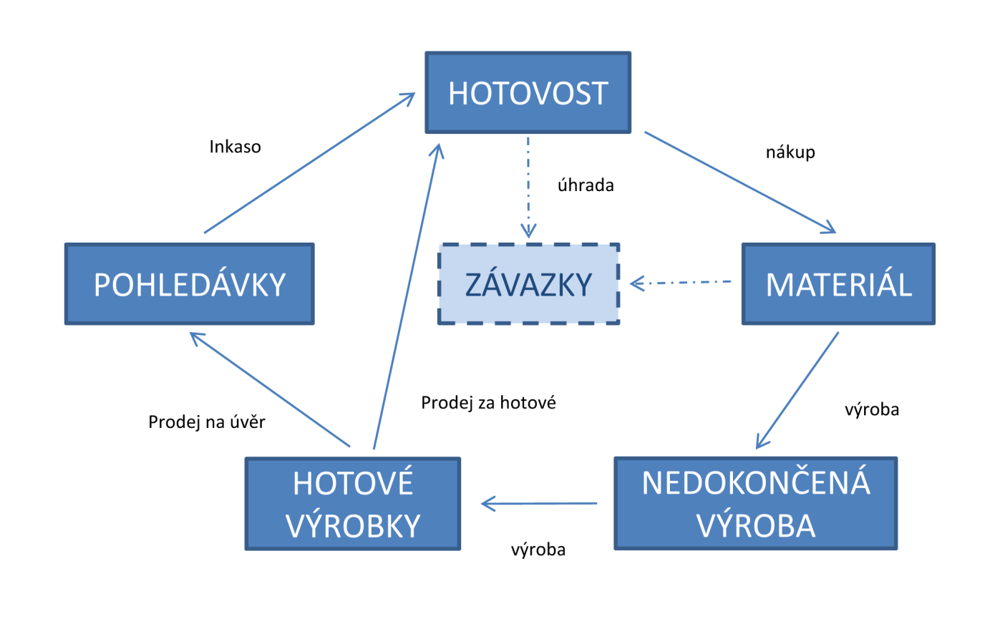 HOTOVOST
Inkaso
nákup
úhrada
POHLEDÁVKY
ZÁVAZKY
MATERIÁL
Prodej na úvěr
Prodej za hotové
výroba
HOTOVÉ
VÝROBKY
výroba
NEDOKONČENÁ
VÝROBA